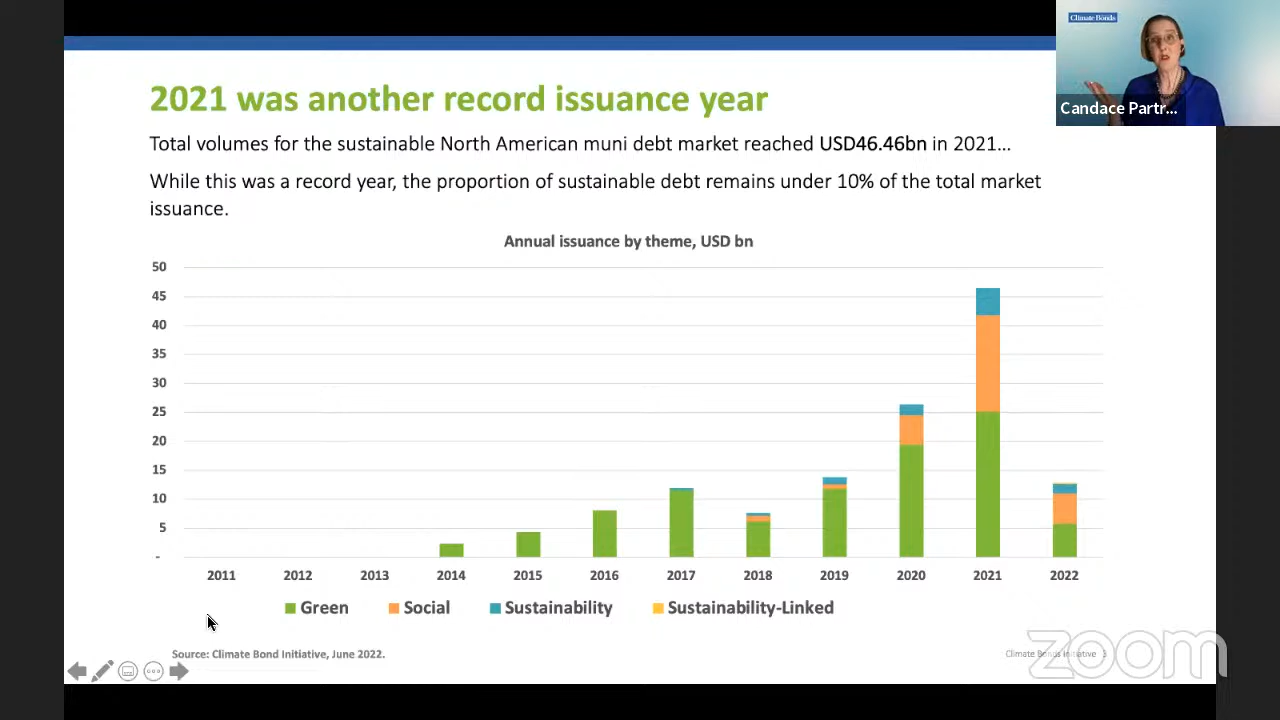 2021 was another record issuance year
Total volumes for the sustainable North American muni debt market reached USD46.46bn in 2021...
While this was a record year, the proportion of sustainable debt remains under 10% of the total market
issuance.
Climate Bonds
Candace Partr...
Annual issuance by theme, USD bn
50
45
40
35
30
25
20
15
10
5
-
2011 2012 2013 2014 2015 2016 2017 2018 2019 2020 2021 2022
Green Social Sustainability Sustainability-Linked
Source: Climate Bond Initiative, June 2022.
Climate Bonds Initiative 3
zoom